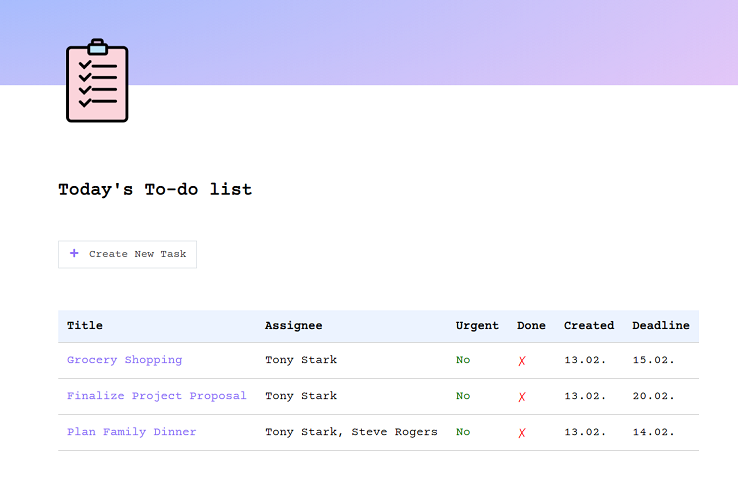 Today's To-do list
+ Create New Task
Title Assignee Urgent Done Created Deadline
Grocery Shopping Tony Stark No ✗ 13.02. 15.02.
Finalize Project Proposal Tony Stark No ✗ 13.02. 20.02.
Plan Family Dinner Tony Stark, Steve Rogers No ✗ 13.02. 14.02.